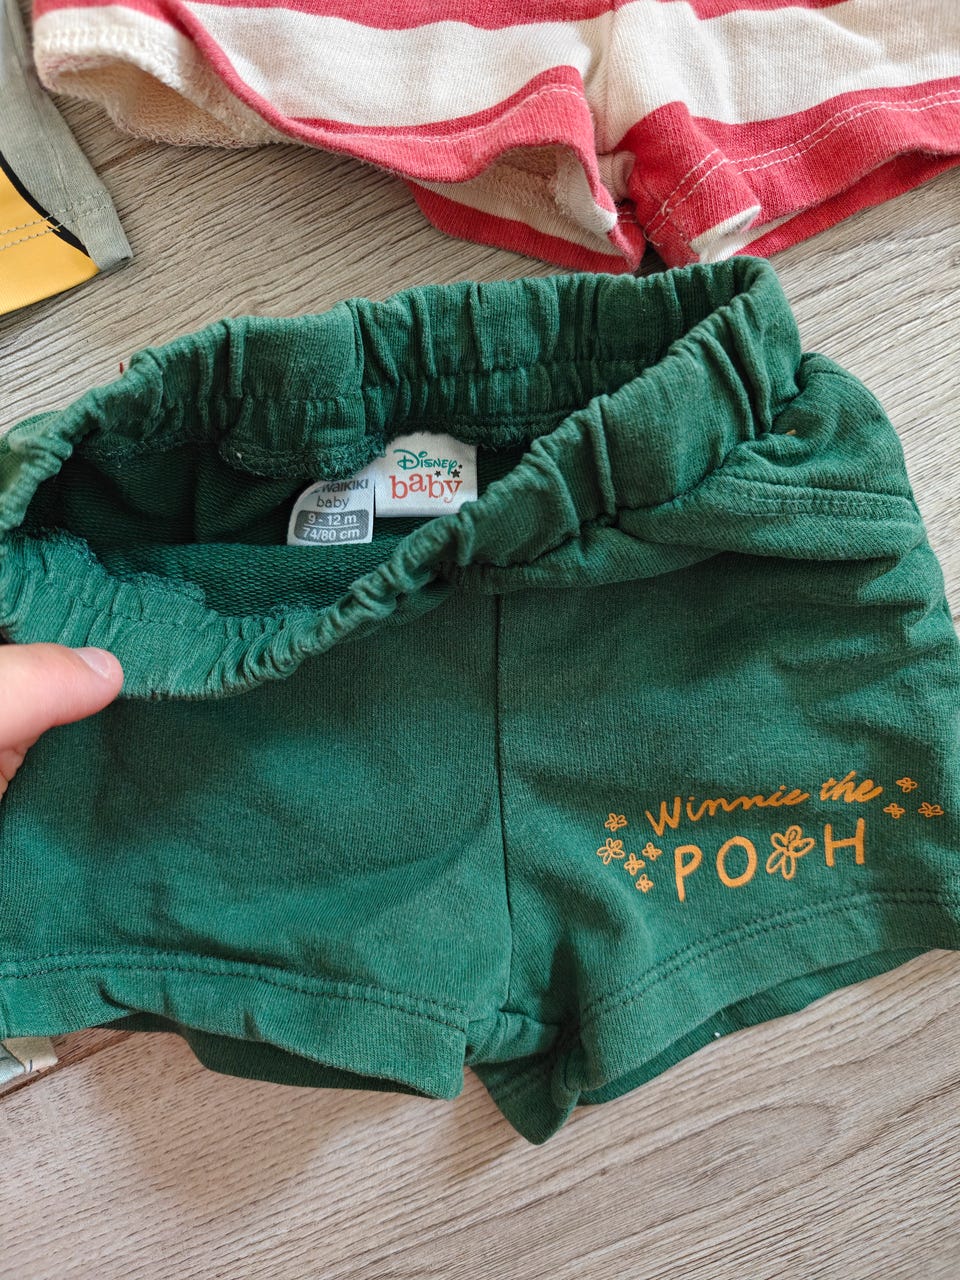 Disney
baby
WAIKIKI
baby
9 - 12 m
74/80 cm
Winnie the
POOH